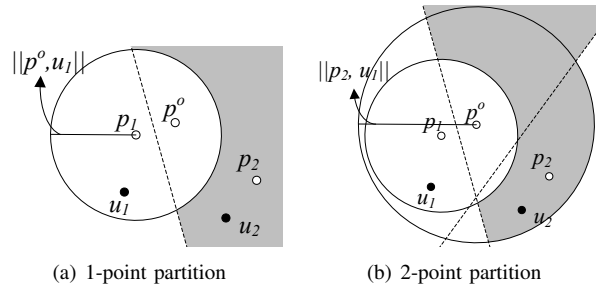 ||p^o,u_1||
p_1
p^o
p_2
u_1
u_2
(a) 1-point partition
||p_2, u_1||
p_1
p^o
p_2
u_1
u_2
(b) 2-point partition